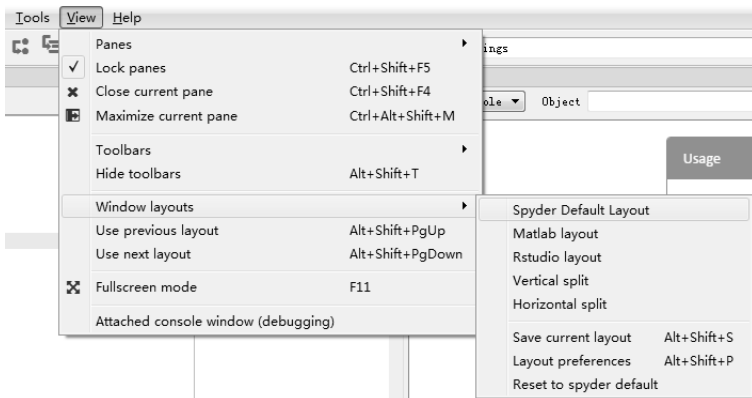 Tools View Help
Panes
ings
Lock panes Ctrl+Shift+F5
Close current pane Ctrl+Shift+F4
ole Object
Maximize current pane Ctrl+Alt+Shift+M
Toolbars
Usage
Hide toolbars Alt+Shift+T
Window layouts
Spyder Default Layout
Use previous layout Alt+Shift+PgUp
Matlab layout
Use next layout Alt+Shift+PgDown
Rstudio layout
Vertical split
Fullscreen mode F11
Horizontal split
Attached console window (debugging)
Save current layout Alt+Shift+S
Layout preferences Alt+Shift+P
Reset to spyder default